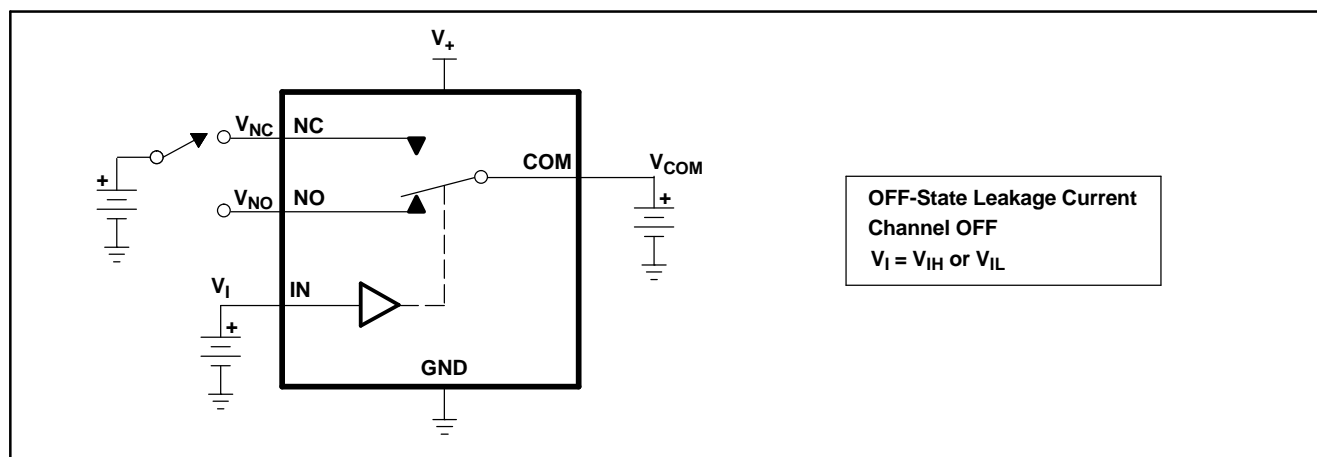 V+
VNC NC
COM VCOM
VNO NO
VI IN
GND
+
+
+
OFF-State Leakage Current
Channel OFF
VI = VIH or VIL